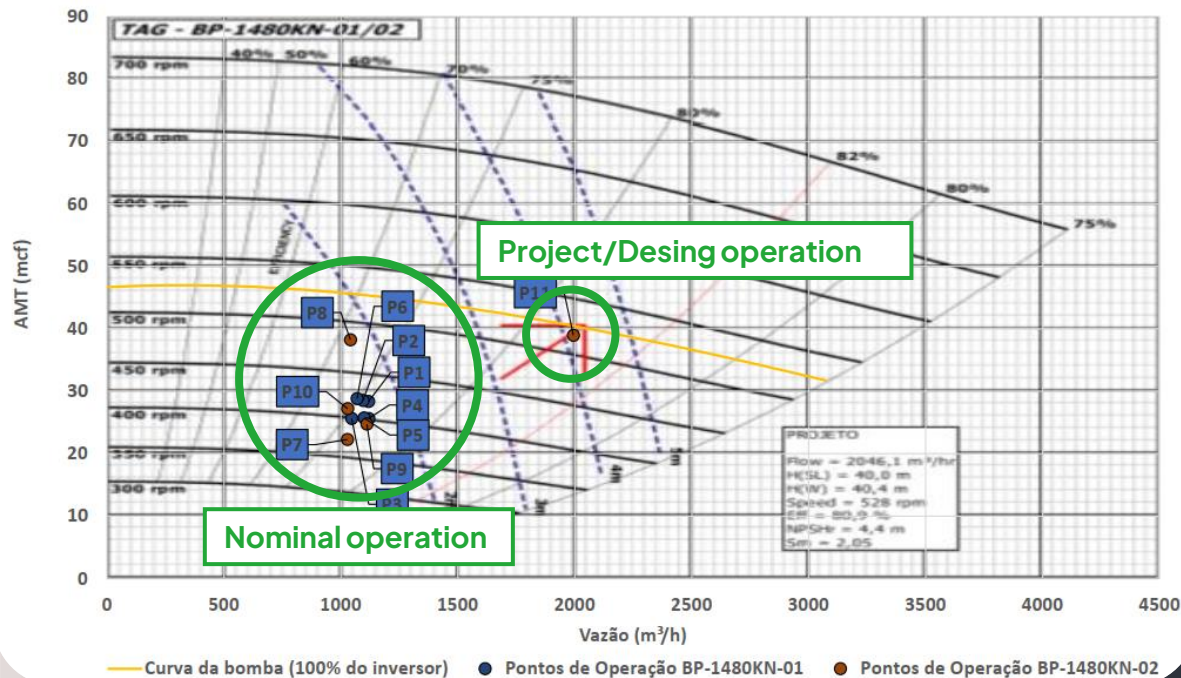 TAG - BP-1480KN-01/02
AMT (mcf)
90
80
70
60
50
40
30
20
10
0
40% 50% 60% 70% 75% 80% 82% 80% 75%
700 rpm
650 rpm
600 rpm
550 rpm
500 rpm
450 rpm
400 rpm
350 rpm
300 rpm
EFFICIENCY
Project/Desing operation
P11
P6
P8
P2
P1
P10
P4
P5
P7
P9
P3
2m
3m
4m
5m
Nominal operation
PROJETO
Flow = 2046,1 m³/hr
H(SL) = 40,0 m
H(W) = 40,4 m
Speed = 528 rpm
Eff = 80,9 %
NPSHr = 4,4 m
Sm = 2,05
0 500 1000 1500 2000 2500 3000 3500 4000 4500
Vazão (m³/h)
Curva da bomba (100% do inversor) Pontos de Operação BP-1480KN-01 Pontos de Operação BP-1480KN-02